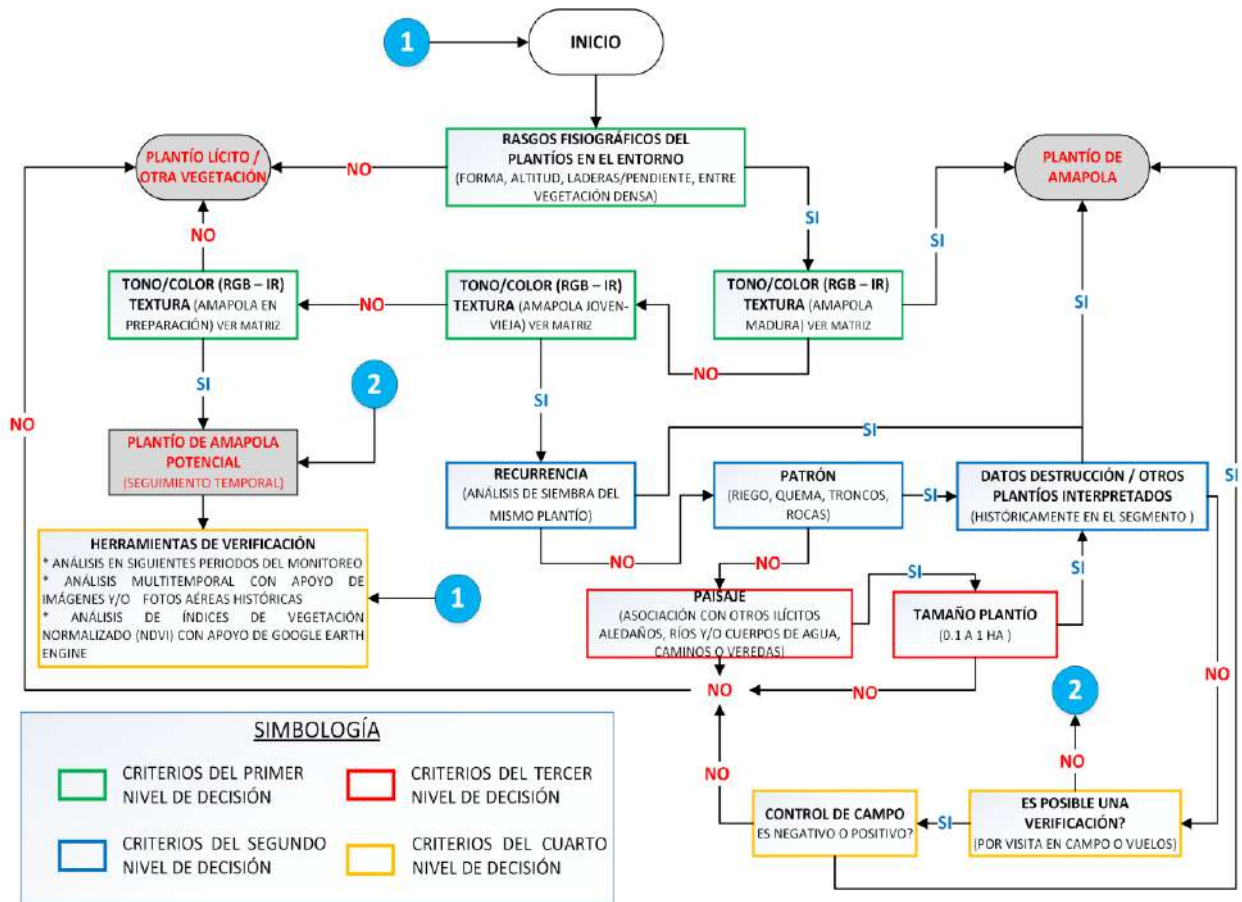 1
INICIO
RASGOS FISIOGRÁFICOS DEL
PLANTÍOS EN EL ENTORNO
(FORMA, ALTITUD, LADERAS/PENDIENTE, ENTRE
VEGETACIÓN DENSA)
PLANTÍO LÍCITO /
OTRA VEGETACIÓN
NO
PLANTÍO DE
AMAPOLA
SI
SI
NO
TONO/COLOR (RGB – IR)
TEXTURA (AMAPOLA EN
PREPARACIÓN) VER MATRIZ
NO
TONO/COLOR (RGB – IR)
TEXTURA (AMAPOLA JOVEN-
VIEJA) VER MATRIZ
TONO/COLOR (RGB – IR)
TEXTURA (AMAPOLA
MADURA) VER MATRIZ
NO
SI
2
SI
SI
NO
PLANTÍO DE AMAPOLA
POTENCIAL
(SEGUIMIENTO TEMPORAL)
SI
SI
RECURRENCIA
(ANÁLISIS DE SIEMBRA DEL
MISMO PLANTÍO)
PATRÓN
(RIEGO, QUEMA, TRONCOS,
ROCAS)
SI
DATOS DESTRUCCIÓN / OTROS
PLANTÍOS INTERPRETADOS
(HISTÓRICAMENTE EN EL SEGMENTO )
HERRAMIENTAS DE VERIFICACIÓN
* ANÁLISIS EN SIGUIENTES PERIODOS DEL MONITOREO
* ANÁLISIS MULTITEMPORAL CON APOYO DE
IMÁGENES Y/O FOTOS AÉREAS HISTÓRICAS
* ANÁLISIS DE ÍNDICES DE VEGETACIÓN
NORMALIZADO (NDVI) CON APOYO DE GOOGLE EARTH
ENGINE
1
NO
NO
SI
SI
PAISAJE
(ASOCIACIÓN CON OTROS ILÍCITOS
ALEDAÑOS, RÍOS Y/O CUERPOS DE AGUA,
CAMINOS O VEREDAS)
TAMAÑO PLANTÍO
(0.1 A 1 HA )
NO
NO
NO
2
NO
NO
CONTROL DE CAMPO
ES NEGATIVO O POSITIVO?
SI
ES POSIBLE UNA
VERIFICACIÓN?
(POR VISITA EN CAMPO O VUELOS)
SIMBOLOGÍA
CRITERIOS DEL PRIMER
NIVEL DE DECISIÓN
CRITERIOS DEL TERCER
NIVEL DE DECISIÓN
CRITERIOS DEL SEGUNDO
NIVEL DE DECISIÓN
CRITERIOS DEL CUARTO
NIVEL DE DECISIÓN